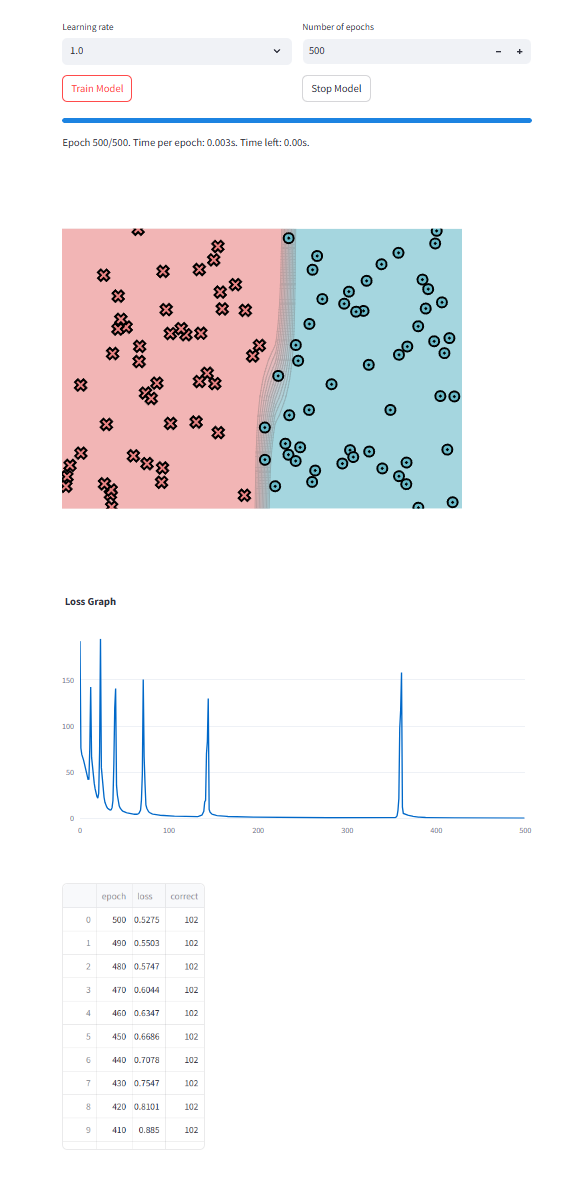 Learning rate Number of epochs
1.0 500 − +
Train Model Stop Model
Epoch 500/500. Time per epoch: 0.003s. Time left: 0.00s.
Loss Graph
150
100
50
0
0 100 200 300 400 500
epoch loss correct
0 500 0.5275 102
1 490 0.5503 102
2 480 0.5747 102
3 470 0.6044 102
4 460 0.6347 102
5 450 0.6686 102
6 440 0.7078 102
7 430 0.7547 102
8 420 0.8101 102
9 410 0.885 102